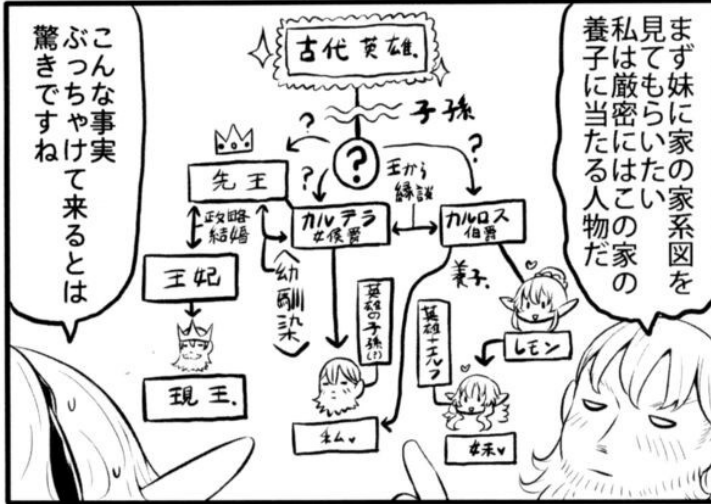 まず妹に家の家系図を
見てもらいたい
私は厳密にはこの家の
養子に当たる人物だ
こんな事実
ぶっちゃけて来るとは
驚きですね
古代英雄.
子孫
?
?
?
?
先王
王から
縁談
カルデラ
女侯爵
カルロス
伯爵
政略
結婚
幼馴染
養子.
王妃
英雄の子孫(!)
英雄+エルフ
レモン
現王.
私♥
妹♥